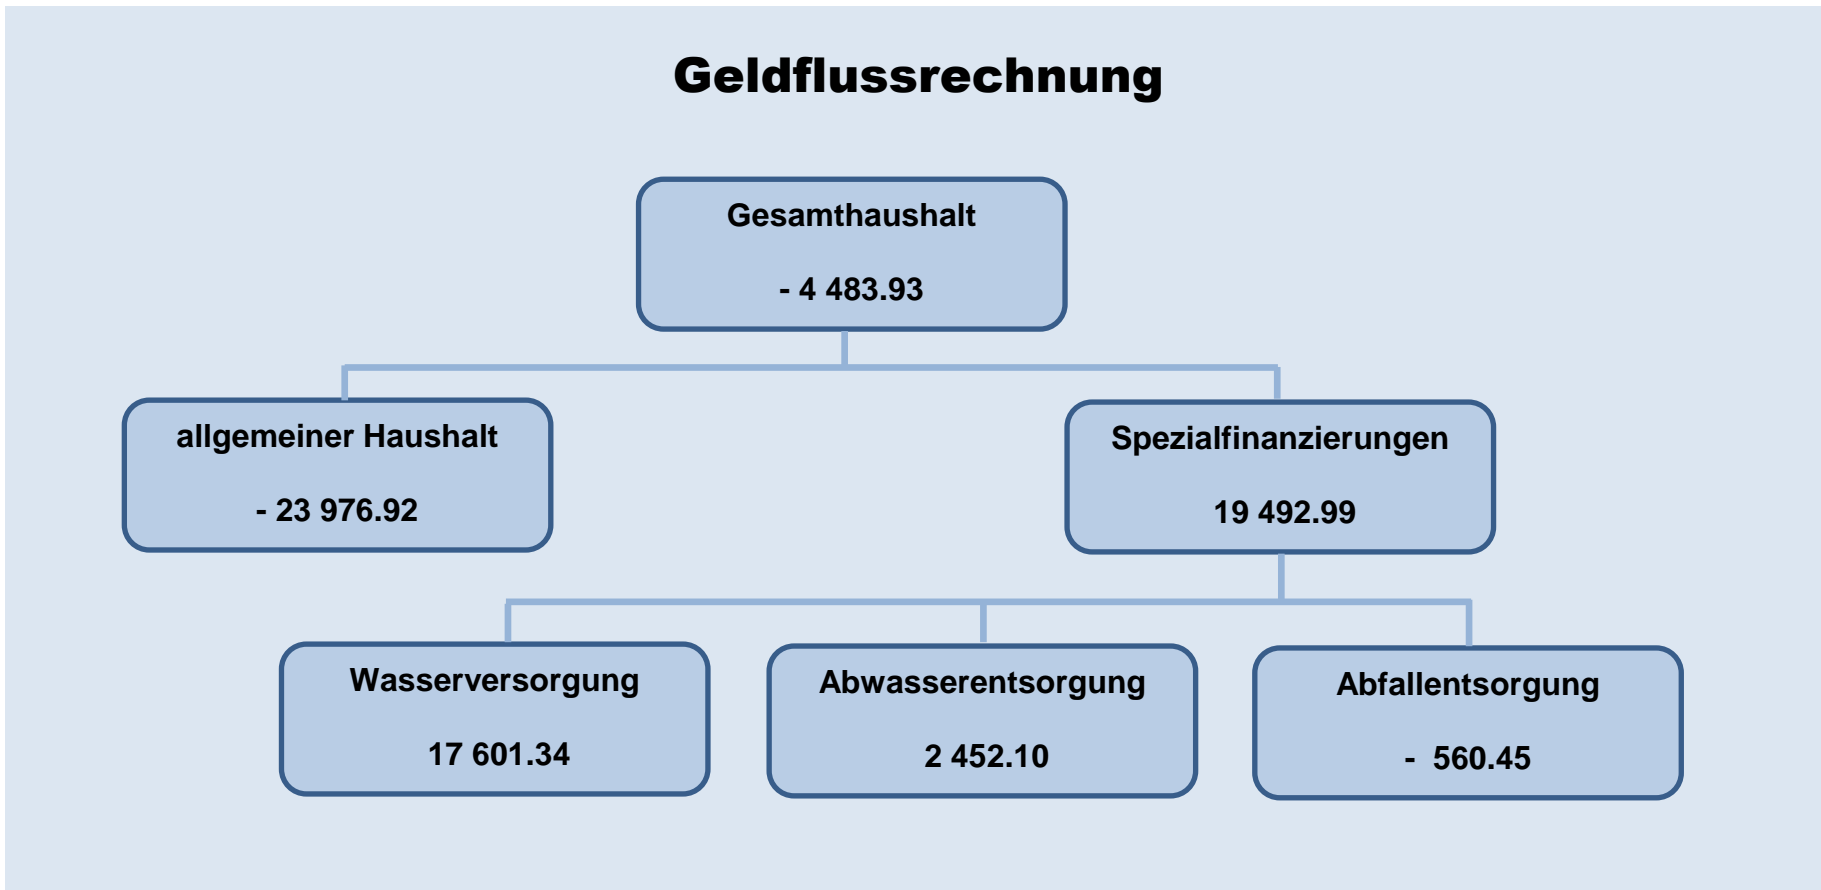 Geldflussrechnung
Gesamthaushalt
- 4 483.93
allgemeiner Haushalt
- 23 976.92
Spezialfinanzierungen
19 492.99
Wasserversorgung
17 601.34
Abwasserentsorgung
2 452.10
Abfallentsorgung
-  560.45